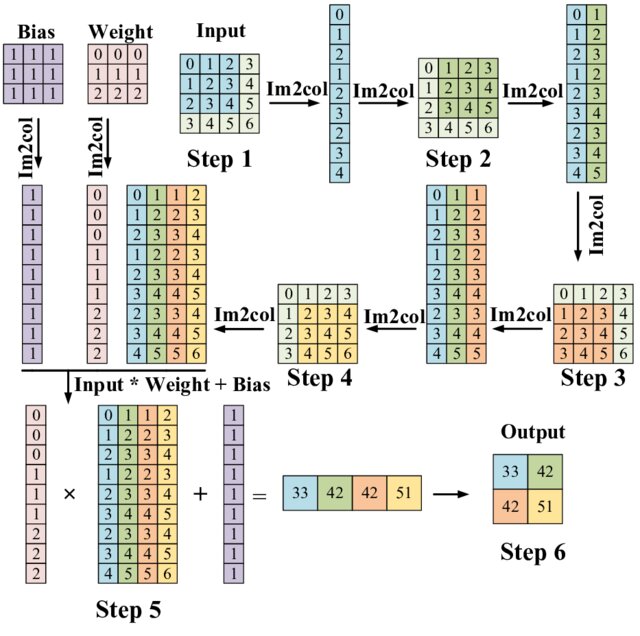 Bias
1 1 1
1 1 1
1 1 1
Weight
0 0 0
1 1 1
2 2 2
Input
0 1 2 3
1 2 3 4
2 3 4 5
3 4 5 6
Step 1
Im2col
0
1
2
1
2
3
2
3
4
Im2col
0 1 2 3
1 2 3 4
2 3 4 5
3 4 5 6
Step 2
Im2col
0 1
1 2
2 3
1 2
2 3
3 4
2 3
3 4
4 5
Im2col
0 1 2 3
1 2 3 4
2 3 4 5
3 4 5 6
Step 3
Im2col
0 1 1
1 2 2
2 3 3
1 2 2
2 3 3
3 4 4
2 3 3
3 4 4
4 5 5
Im2col
0 1 2 3
1 2 3 4
2 3 4 5
3 4 5 6
Step 4
Im2col
0 1 1 2
1 2 2 3
2 3 3 4
1 2 2 3
2 3 3 4
3 4 4 5
2 3 3 4
3 4 4 5
4 5 5 6
Im2col
1
1
1
1
1
1
1
1
1
Im2col
0
0
0
1
1
1
2
2
2
Input * Weight + Bias
0
0
0
1
1
1
2
2
2
×
0 1 1 2
1 2 2 3
2 3 3 4
1 2 2 3
2 3 3 4
3 4 4 5
2 3 3 4
3 4 4 5
4 5 5 6
+
1
1
1
1
1
1
1
1
1
=
33 42 42 51
Step 5
Output
33 42
42 51
Step 6